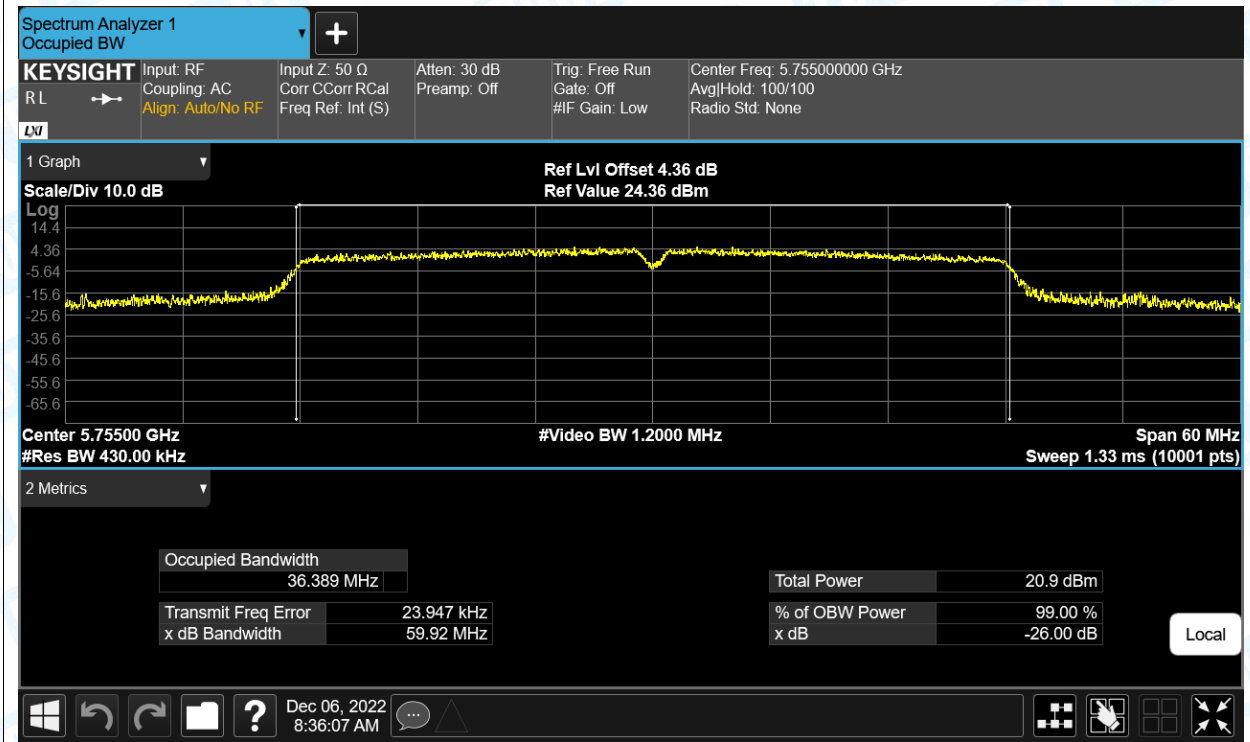 Spectrum Analyzer 1
Occupied BW
KEYSIGHT
R L
LXI
Input: RF
Coupling: AC
Align: Auto/No RF
Input Z: 50 Ω
Corr CCorr RCal
Freq Ref: Int (S)
Atten: 30 dB
Preamp: Off
Trig: Free Run
Gate: Off
#IF Gain: Low
Center Freq: 5.755000000 GHz
Avg|Hold: 100/100
Radio Std: None
1 Graph
Scale/Div 10.0 dB
Ref Lvl Offset 4.36 dB
Ref Value 24.36 dBm
Log
14.4
4.36
-5.64
-15.6
-25.6
-35.6
-45.6
-55.6
-65.6
Center 5.75500 GHz
#Res BW 430.00 kHz
#Video BW 1.2000 MHz
Span 60 MHz
Sweep 1.33 ms (10001 pts)
2 Metrics
Occupied Bandwidth
36.389 MHz
Transmit Freq Error 23.947 kHz
x dB Bandwidth 59.92 MHz
Total Power 20.9 dBm
% of OBW Power 99.00 %
x dB -26.00 dB
Local
?
Dec 06, 2022
8:36:07 AM